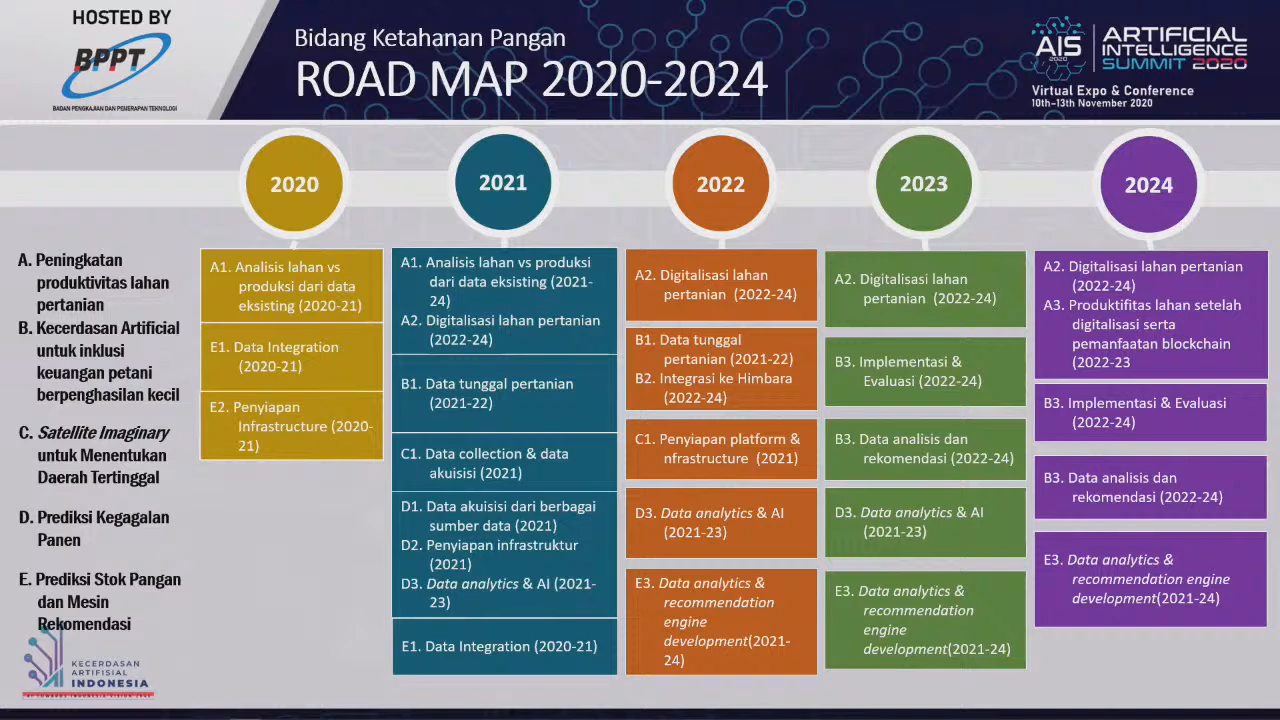 HOSTED BY
BPPT
BADAN PENGKAJIAN DAN PENERAPAN TEKNOLOGI
Bidang Ketahanan Pangan
ROAD MAP 2020-2024
AIS
2020
ARTIFICIAL
INTELLIGENCE
SUMMIT 2020
Virtual Expo & Conference
10th-13th November 2020
2020
2021
2022
2023
2024
A. Peningkatan
produktivitas lahan
pertanian
B. Kecerdasan Artificial
untuk inklusi
keuangan petani
berpenghasilan kecil
C. Satellite Imaginary
untuk Menentukan
Daerah Tertinggal
D. Prediksi Kegagalan
Panen
E. Prediksi Stok Pangan
dan Mesin
Rekomendasi
A1. Analisis lahan vs
produksi dari data
eksisting (2020-21)
E1. Data Integration
(2020-21)
E2. Penyiapan
Infrastructure (2020-
21)
A1. Analisis lahan vs produksi
dari data eksisting (2021-
24)
A2. Digitalisasi lahan pertanian
(2022-24)
B1. Data tunggal pertanian
(2021-22)
C1. Data collection & data
akuisisi (2021)
D1. Data akuisisi dari berbagai
sumber data (2021)
D2. Penyiapan infrastruktur
(2021)
D3. Data analytics & AI (2021-
23)
E1. Data Integration (2020-21)
A2. Digitalisasi lahan
pertanian (2022-24)
B1. Data tunggal
pertanian (2021-22)
B2. Integrasi ke Himbara
(2022-24)
C1. Penyiapan platform &
nfrastructure (2021)
D3. Data analytics & AI
(2021-23)
E3. Data analytics &
recommendation
engine
development(2021-
24)
A2. Digitalisasi lahan
pertanian (2022-24)
B3. Implementasi &
Evaluasi (2022-24)
B3. Data analisis dan
rekomendasi (2022-24)
D3. Data analytics & AI
(2021-23)
E3. Data analytics &
recommendation
engine
development(2021-24)
A2. Digitalisasi lahan pertanian
(2022-24)
A3. Produktifitas lahan setelah
digitalisasi serta
pemanfaatan blockchain
(2022-23
B3. Implementasi & Evaluasi
(2022-24)
B3. Data analisis dan
rekomendasi (2022-24)
E3. Data analytics &
recommendation engine
development(2021-24)
KECERDASAN
ARTIFISIAL
INDONESIA